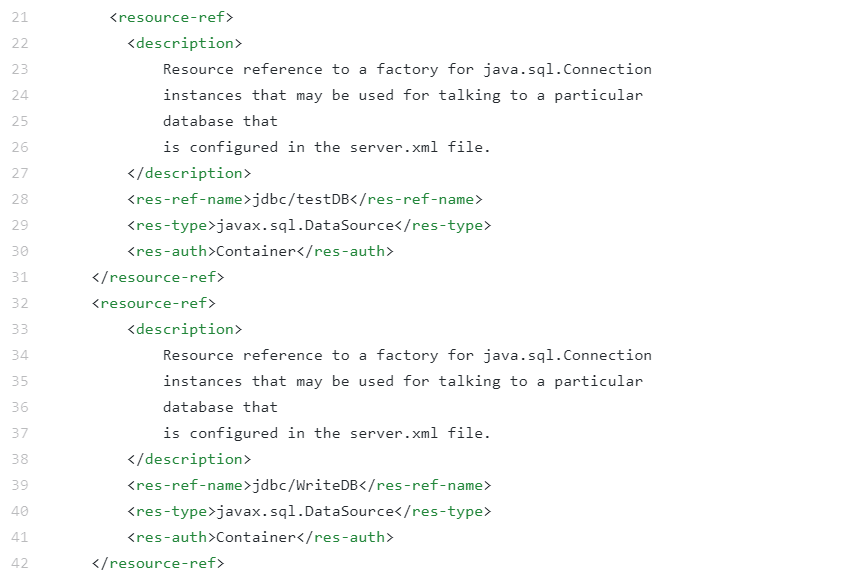 21 <resource-ref>
22 <description>
23 Resource reference to a factory for java.sql.Connection
24 instances that may be used for talking to a particular
25 database that
26 is configured in the server.xml file.
27 </description>
28 <res-ref-name>jdbc/testDB</res-ref-name>
29 <res-type>javax.sql.DataSource</res-type>
30 <res-auth>Container</res-auth>
31 </resource-ref>
32 <resource-ref>
33 <description>
34 Resource reference to a factory for java.sql.Connection
35 instances that may be used for talking to a particular
36 database that
37 is configured in the server.xml file.
38 </description>
39 <res-ref-name>jdbc/WriteDB</res-ref-name>
40 <res-type>javax.sql.DataSource</res-type>
41 <res-auth>Container</res-auth>
42 </resource-ref>